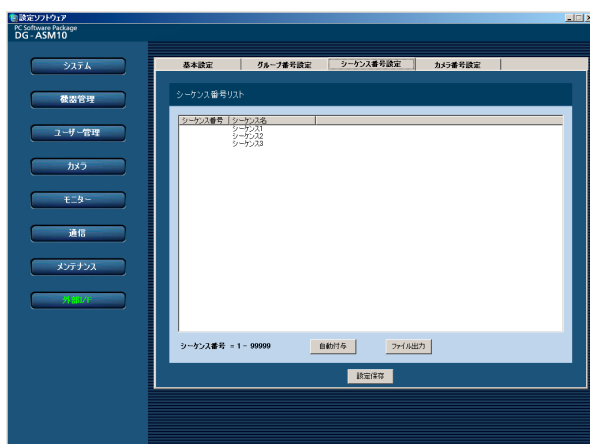 設定ソフトウェア
PC Software Package
DG-ASM10
システム
機器管理
ユーザー管理
カメラ
モニター
通信
メンテナンス
外部I/F
基本設定 グループ番号設定 シーケンス番号設定 カメラ番号設定
シーケンス番号リスト
シーケンス番号 シーケンス名
シーケンス1
シーケンス2
シーケンス3
シーケンス番号 = 1 - 99999 自動付与 ファイル出力
設定保存